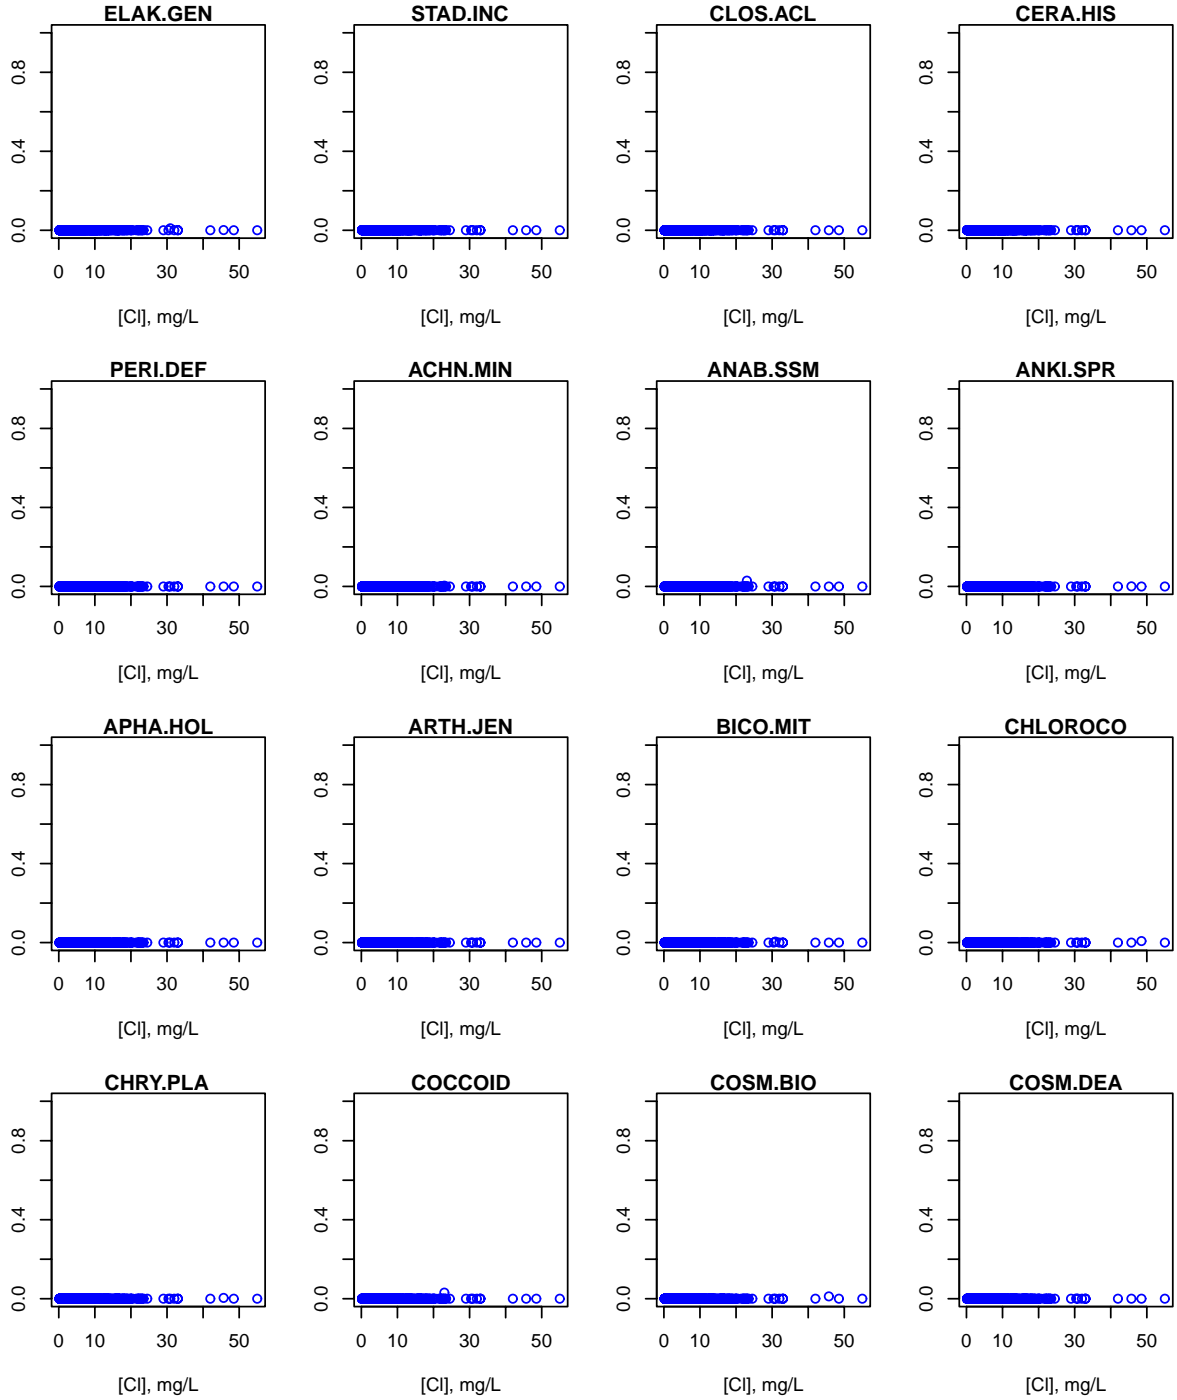 ELAK.GEN STAD.INC CLOS.ACL CERA.HIS
0.8 0.8 0.8 0.8
0.4 0.4 0.4 0.4
0.0 0.0 0.0 0.0
0 10 30 50 0 10 30 50 0 10 30 50 0 10 30 50
[Cl], mg/L [Cl], mg/L [Cl], mg/L [Cl], mg/L
PERI.DEF ACHN.MIN ANAB.SSM ANKI.SPR
0.8 0.8 0.8 0.8
0.4 0.4 0.4 0.4
0.0 0.0 0.0 0.0
0 10 30 50 0 10 30 50 0 10 30 50 0 10 30 50
[Cl], mg/L [Cl], mg/L [Cl], mg/L [Cl], mg/L
APHA.HOL ARTH.JEN BICO.MIT CHLOROCO
0.8 0.8 0.8 0.8
0.4 0.4 0.4 0.4
0.0 0.0 0.0 0.0
0 10 30 50 0 10 30 50 0 10 30 50 0 10 30 50
[Cl], mg/L [Cl], mg/L [Cl], mg/L [Cl], mg/L
CHRY.PLA COCCOID COSM.BIO COSM.DEA
0.8 0.8 0.8 0.8
0.4 0.4 0.4 0.4
0.0 0.0 0.0 0.0
0 10 30 50 0 10 30 50 0 10 30 50 0 10 30 50
[Cl], mg/L [Cl], mg/L [Cl], mg/L [Cl], mg/L